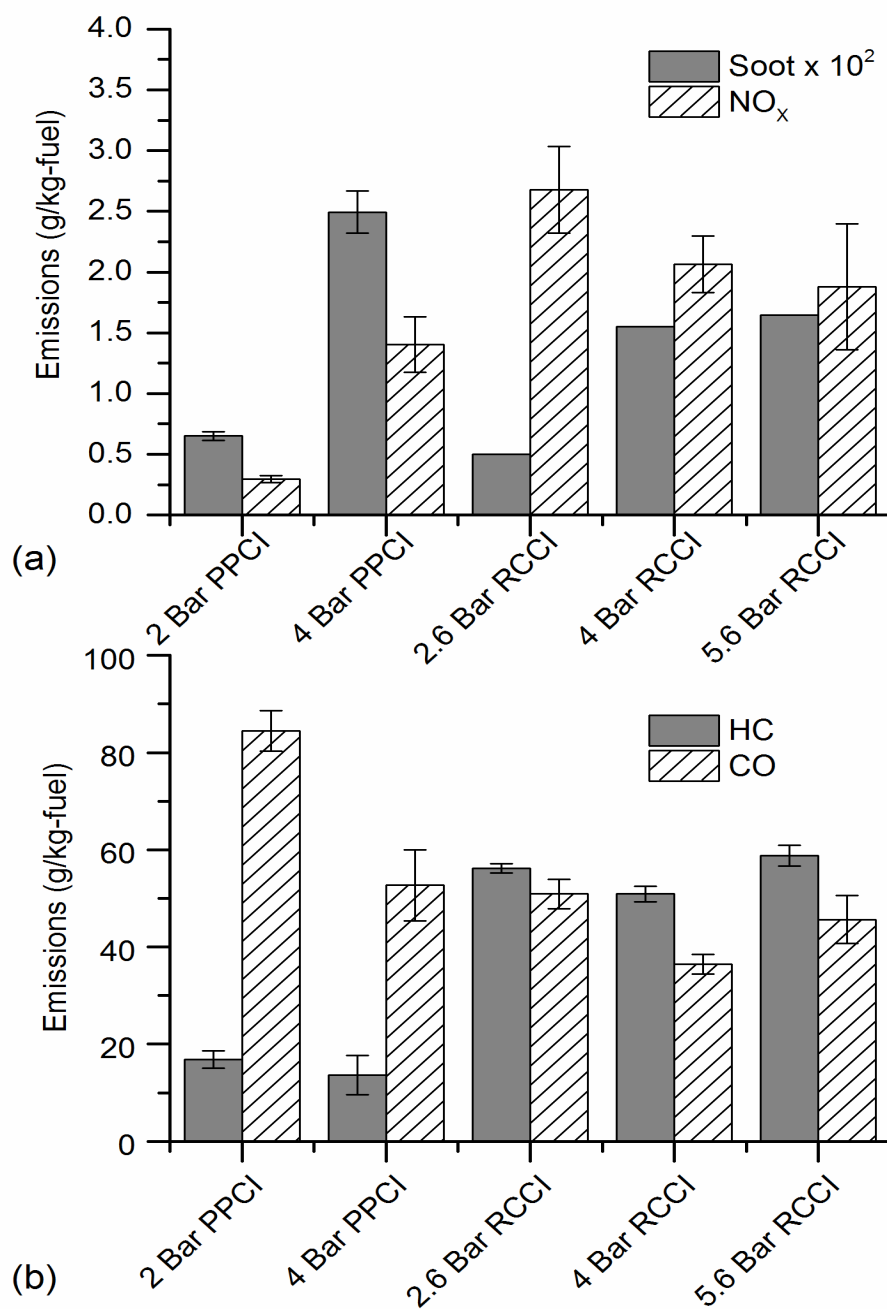 4.0
3.5
3.0
2.5
2.0
1.5
1.0
0.5
0.0
Emissions (g/kg-fuel)
Soot x 10²
NOX
2 Bar PPCI
4 Bar PPCI
2.6 Bar RCCI
4 Bar RCCI
5.6 Bar RCCI
(a)
100
80
60
40
20
0
Emissions (g/kg-fuel)
HC
CO
2 Bar PPCI
4 Bar PPCI
2.6 Bar RCCI
4 Bar RCCI
5.6 Bar RCCI
(b)